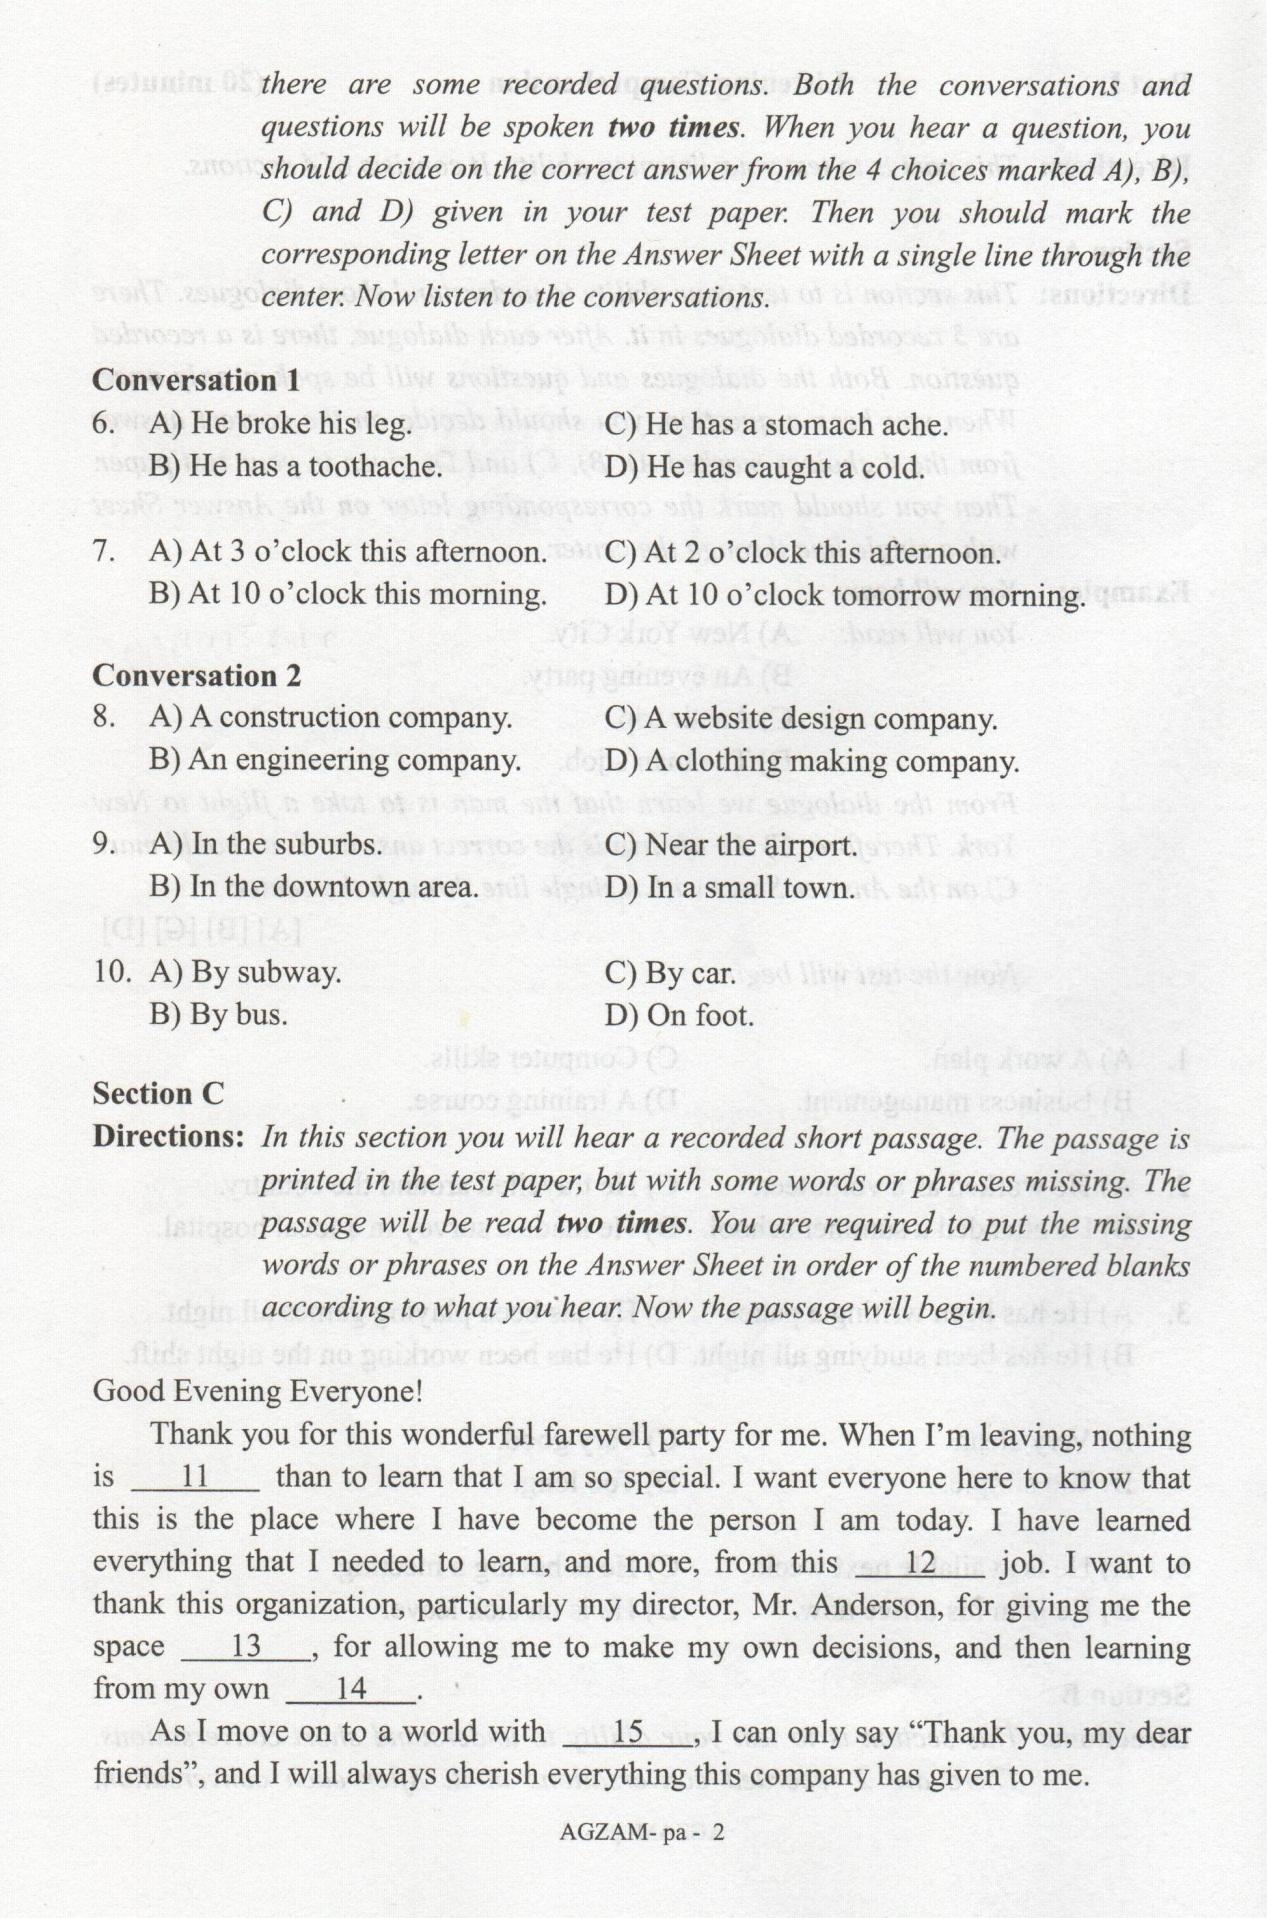 there are some recorded questions. Both the conversations and
questions will be spoken two times. When you hear a question, you
should decide on the correct answer from the 4 choices marked A), B),
C) and D) given in your test paper. Then you should mark the
corresponding letter on the Answer Sheet with a single line through the
center. Now listen to the conversations.
Conversation 1
6. A) He broke his leg. C) He has a stomach ache.
B) He has a toothache. D) He has caught a cold.
7. A) At 3 o’clock this afternoon. C) At 2 o’clock this afternoon.
B) At 10 o’clock this morning. D) At 10 o’clock tomorrow morning.
Conversation 2
8. A) A construction company. C) A website design company.
B) An engineering company. D) A clothing making company.
9. A) In the suburbs. C) Near the airport.
B) In the downtown area. D) In a small town.
10. A) By subway. C) By car.
B) By bus. D) On foot.
Section C
Directions: In this section you will hear a recorded short passage. The passage is
printed in the test paper, but with some words or phrases missing. The
passage will be read two times. You are required to put the missing
words or phrases on the Answer Sheet in order of the numbered blanks
according to what you hear. Now the passage will begin.
Good Evening Everyone!
Thank you for this wonderful farewell party for me. When I’m leaving, nothing
is 11 than to learn that I am so special. I want everyone here to know that
this is the place where I have become the person I am today. I have learned
everything that I needed to learn, and more, from this 12 job. I want to
thank this organization, particularly my director, Mr. Anderson, for giving me the
space 13 , for allowing me to make my own decisions, and then learning
from my own 14 .
As I move on to a world with 15 , I can only say “Thank you, my dear
friends”, and I will always cherish everything this company has given to me.
AGZAM- pa - 2